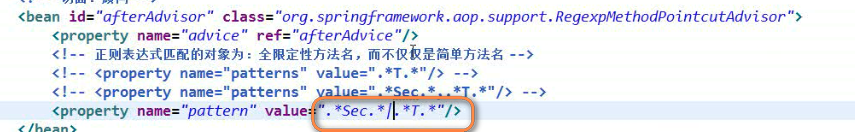 <bean id="afterAdvisor" class="org.springframework.aop.support.RegexpMethodPointcutAdvisor">
<property name="advice" ref="afterAdvice"/>
<!-- 正则表达式匹配的对象为：全限定性方法名，而不仅仅是简单方法名 -->
<!-- <property name="patterns" value=".*T.*"/> -->
<!-- <property name="patterns" value=".*Sec.*,.*T.*"/> -->
<property name="pattern" value=".*Sec.*|.*T.*"/>
</bean>